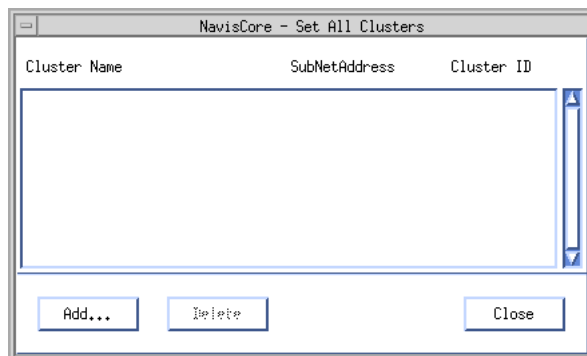 NavisCore - Set All Clusters
Cluster Name SubNetAddress Cluster ID
Add... Delete Close